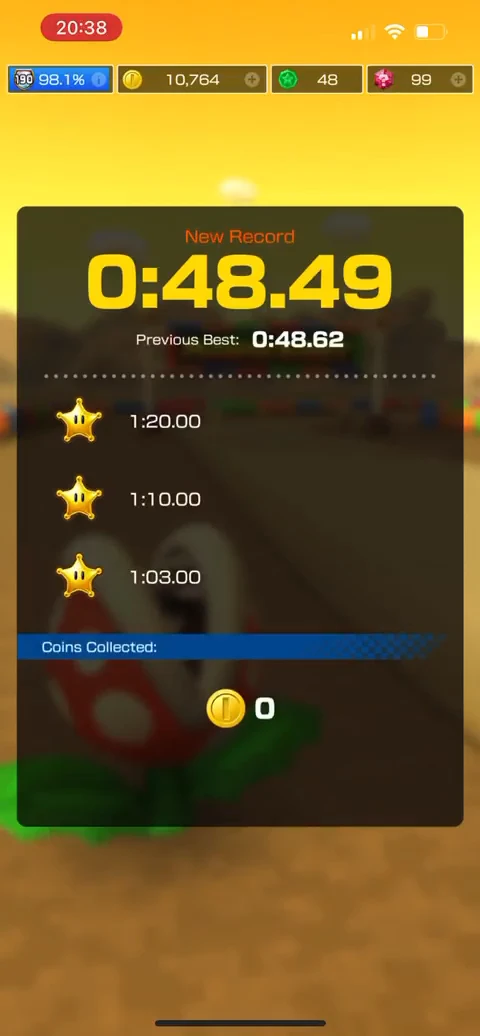 20:38
190 98.1% i 10,764 48 99
New Record
0:48.49
Previous Best: 0:48.62
1:20.00
1:10.00
1:03.00
Coins Collected:
0